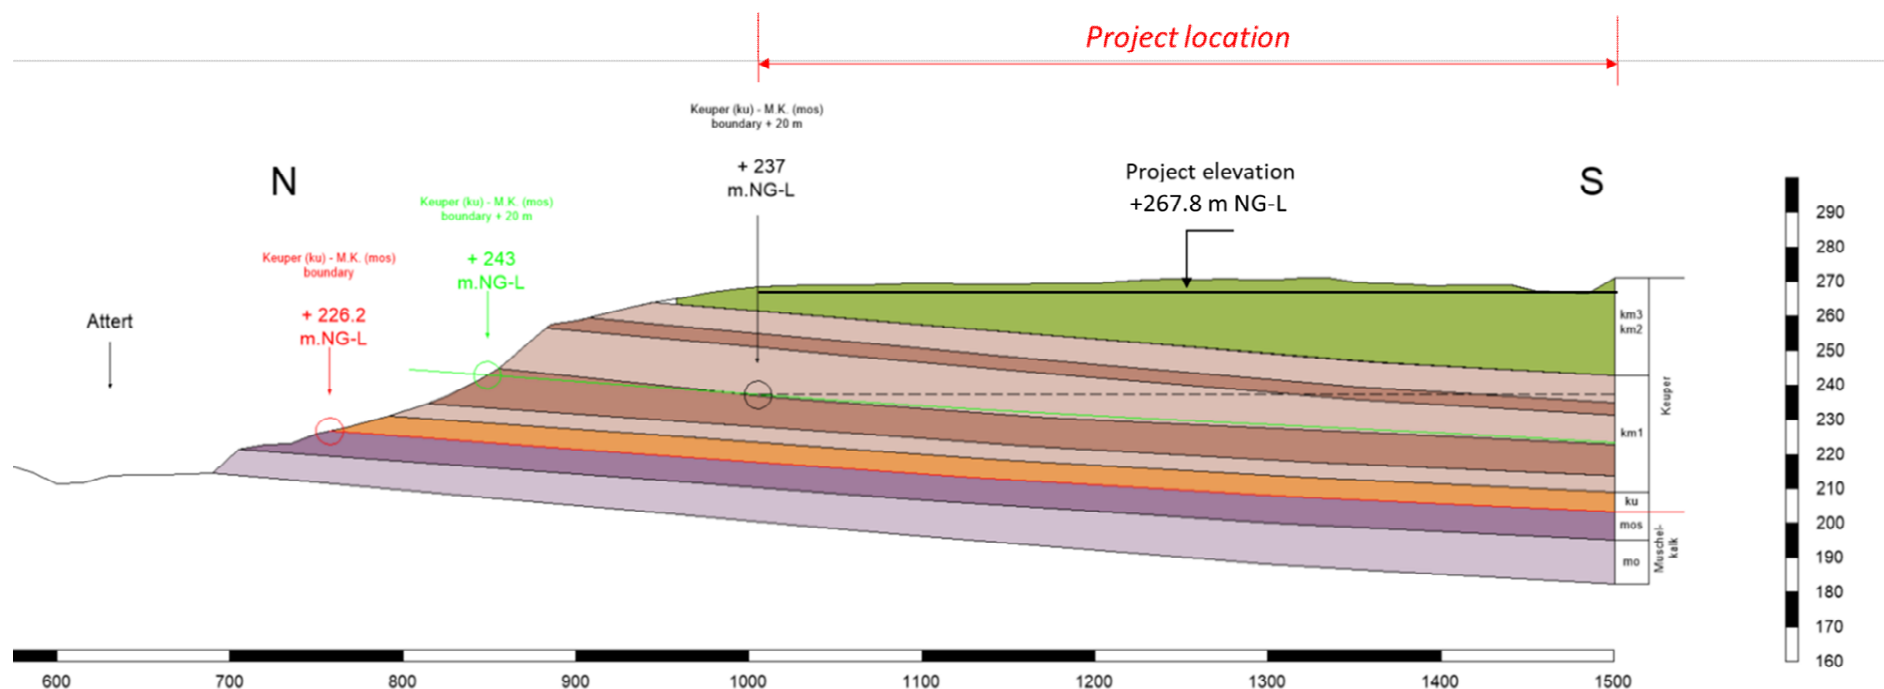 Project location
Keuper (ku) - M.K. (mos)
boundary + 20 m
+ 237
m.NG-L
N
Project elevation
+267.8 m NG-L
S
Keuper (ku) - M.K. (mos)
boundary + 20 m
+ 243
m.NG-L
Keuper (ku) - M.K. (mos)
boundary
+ 226.2
m.NG-L
Attert
km3
km2
km1
ku
mos
mo
Keuper
Muschel-
kalk
290
280
270
260
250
240
230
220
210
200
190
180
170
160
600
700
800
900
1000
1100
1200
1300
1400
1500